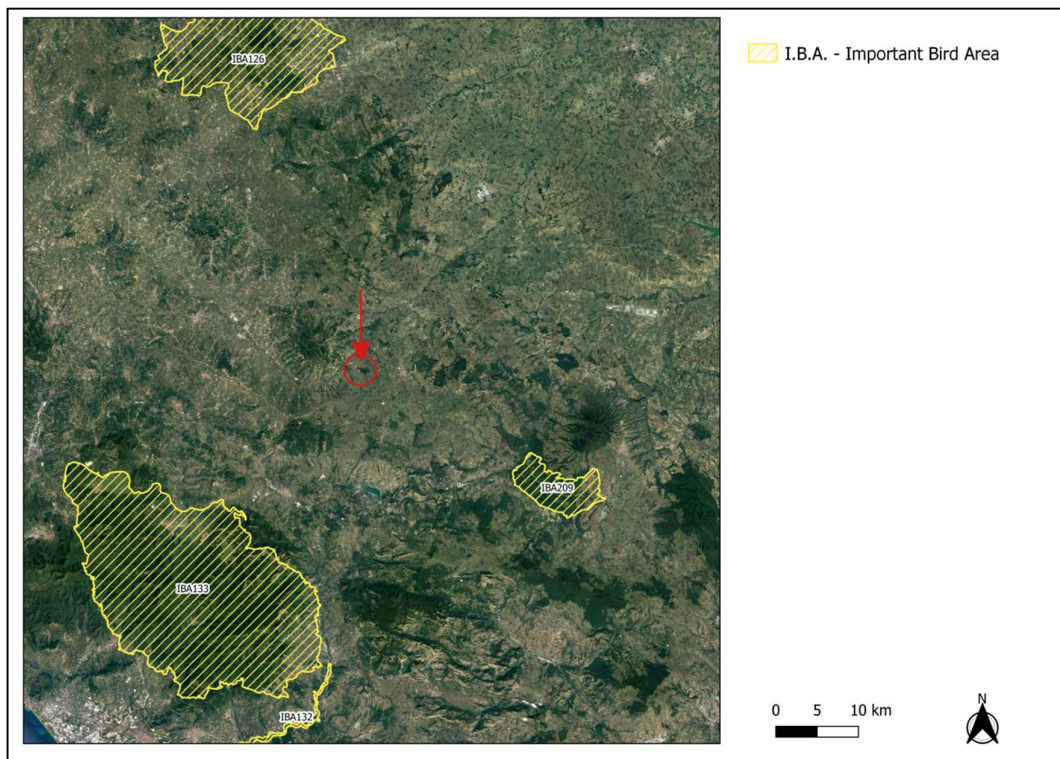 IBA126
I.B.A. - Important Bird Area
IBA209
IBA133
IBA132
0 5 10 km
N